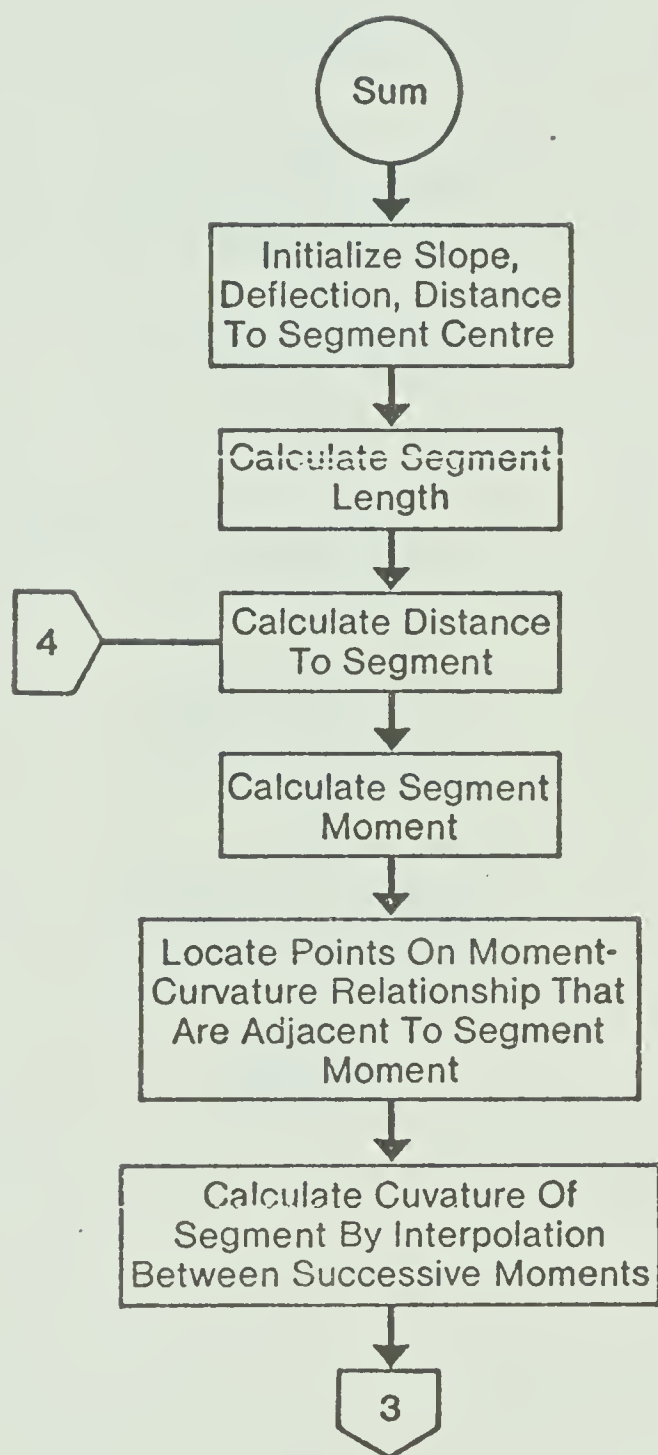 Sum
Initialize Slope,
Deflection, Distance
To Segment Centre
Calculate Segment
Length
4
Calculate Distance
To Segment
Calculate Segment
Moment
Locate Points On Moment-
Curvature Relationship That
Are Adjacent To Segment
Moment
Calculate Cuvature Of
Segment By Interpolation
Between Successive Moments
3